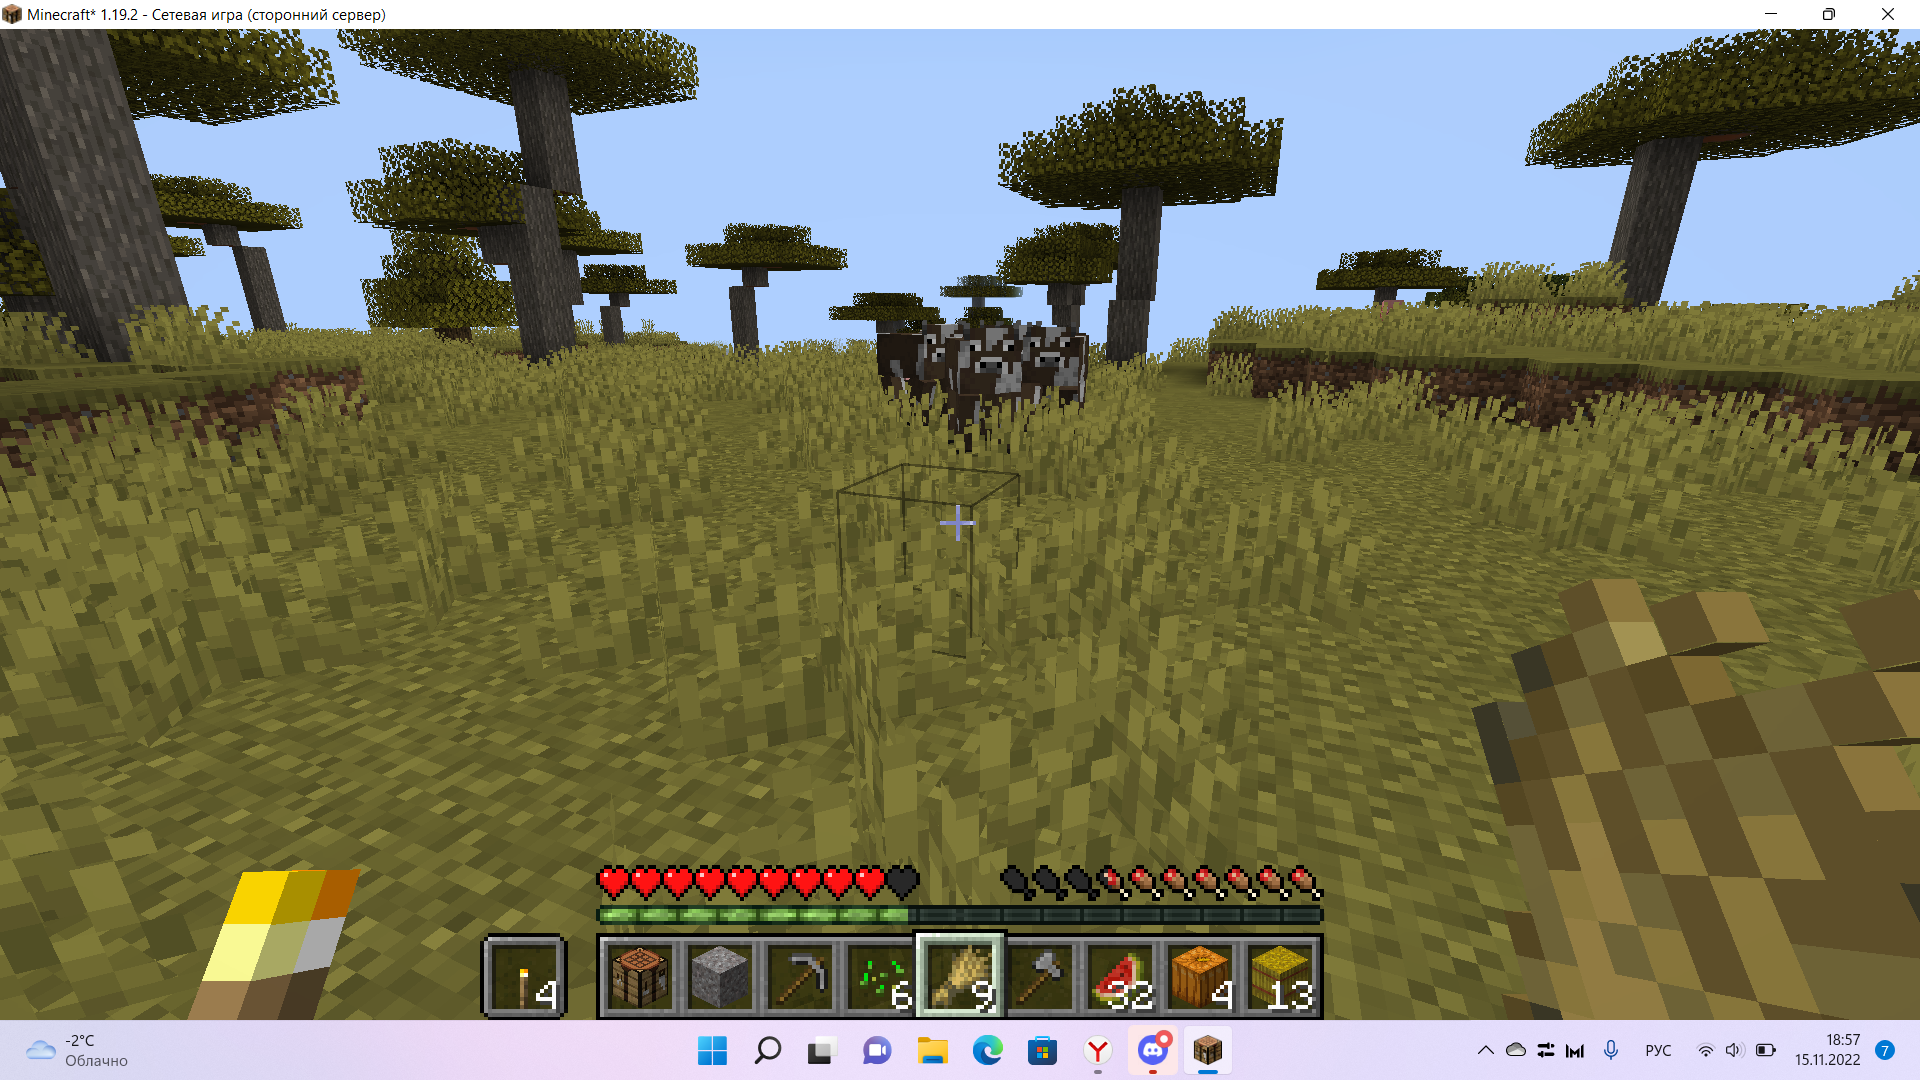 Minecraft* 1.19.2 - Сетевая игра (сторонний сервер)
4
6
9
32
4
13
-2°C
Облачно
РУС
18:57
15.11.2022
7